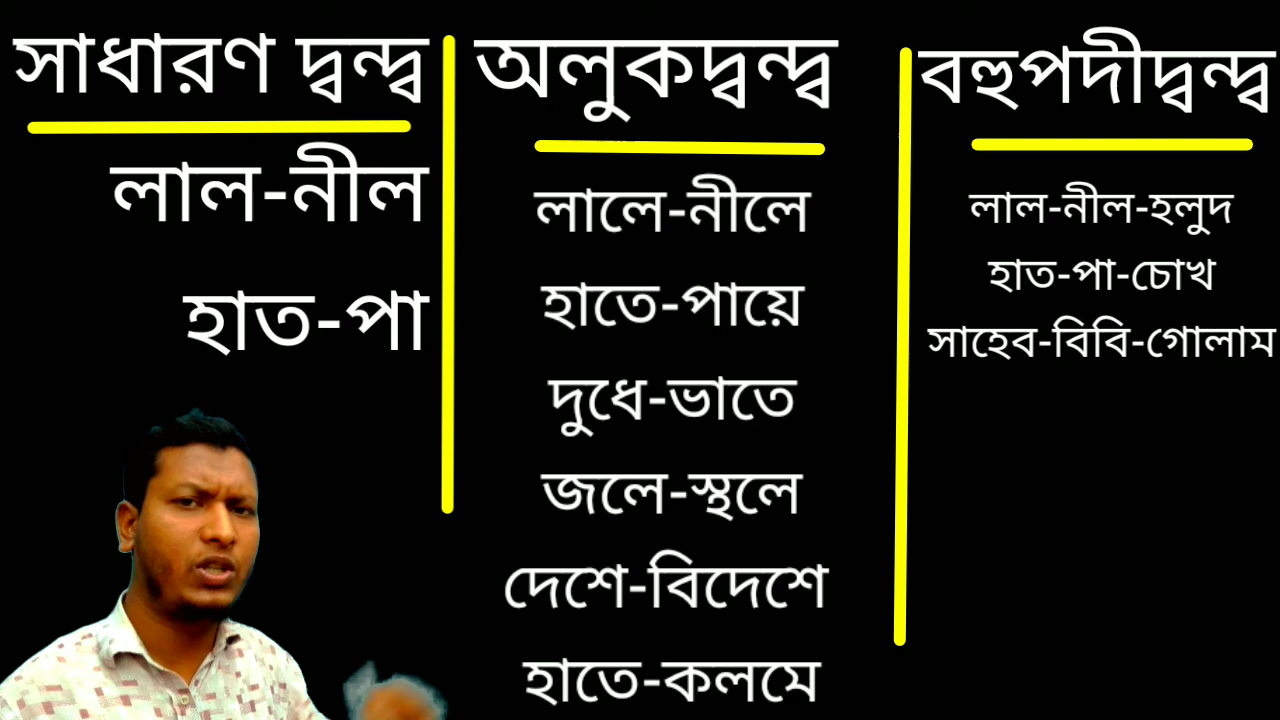 সাধারণ দ্বন্দ্ব
লাল-নীল
হাত-পা
অলুকদ্বন্দ্ব
লালে-নীলে
হাতে-পায়ে
দুধে-ভাতে
জলে-স্থলে
দেশে-বিদেশে
হাতে-কলমে
বহুপদীদ্বন্দ্ব
লাল-নীল-হলুদ
হাত-পা-চোখ
সাহেব-বিবি-গোলাম